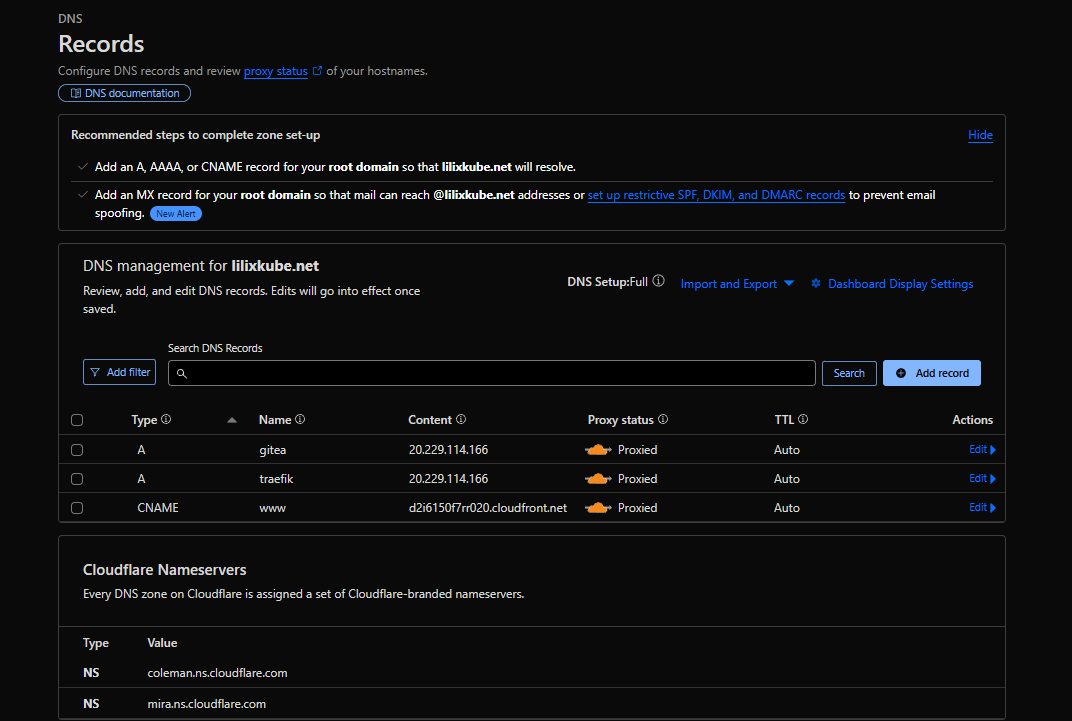 DNS
Records
Configure DNS records and review proxy status of your hostnames.
DNS documentation
Recommended steps to complete zone set-up
Hide
Add an A, AAAA, or CNAME record for your root domain so that lilixkube.net will resolve.
Add an MX record for your root domain so that mail can reach @lilixkube.net addresses or set up restrictive SPF, DKIM, and DMARC records to prevent email
spoofing. New Alert
DNS management for lilixkube.net
Review, add, and edit DNS records. Edits will go into effect once
saved.
DNS Setup:Full Import and Export Dashboard Display Settings
Search DNS Records
Add filter Search Add record
Type Name Content Proxy status TTL Actions
A gitea 20.229.114.166 Proxied Auto Edit
A traefik 20.229.114.166 Proxied Auto Edit
CNAME www d2i6150f7rr020.cloudfront.net Proxied Auto Edit
Cloudflare Nameservers
Every DNS zone on Cloudflare is assigned a set of Cloudflare-branded nameservers.
Type Value
NS coleman.ns.cloudflare.com
NS mira.ns.cloudflare.com